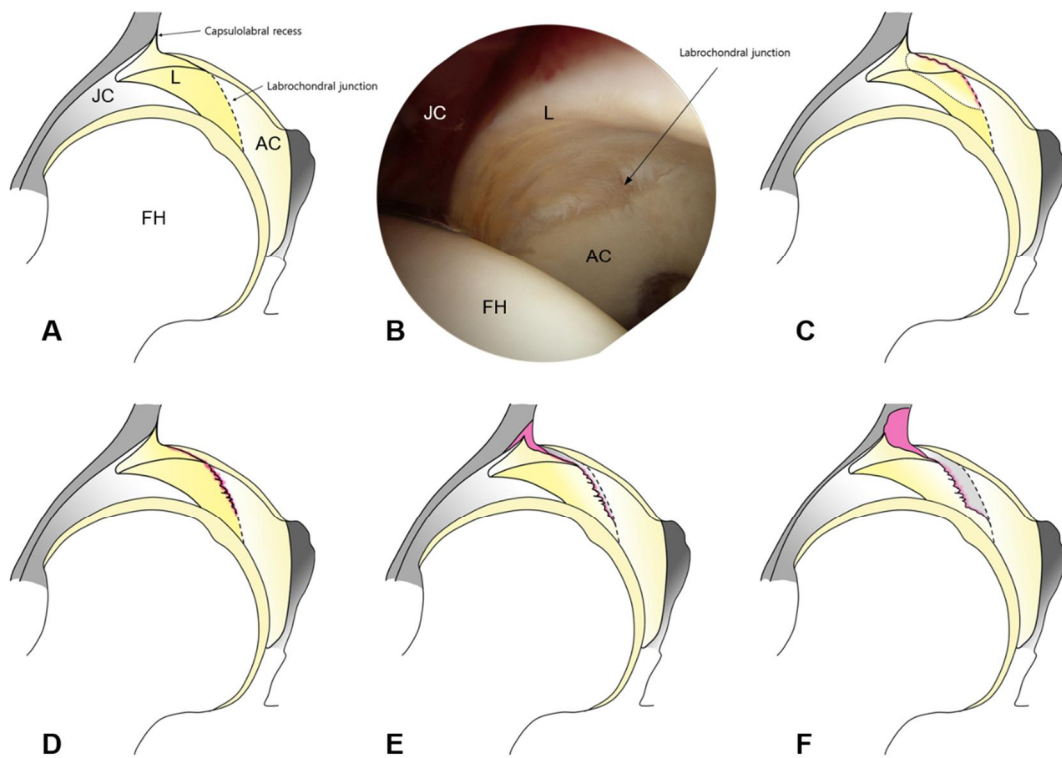 Capsulolabral recess
L
Labrochondral junction
JC
AC
FH
A
Labrochondral junction
JC
L
AC
FH
B
C
D
E
F